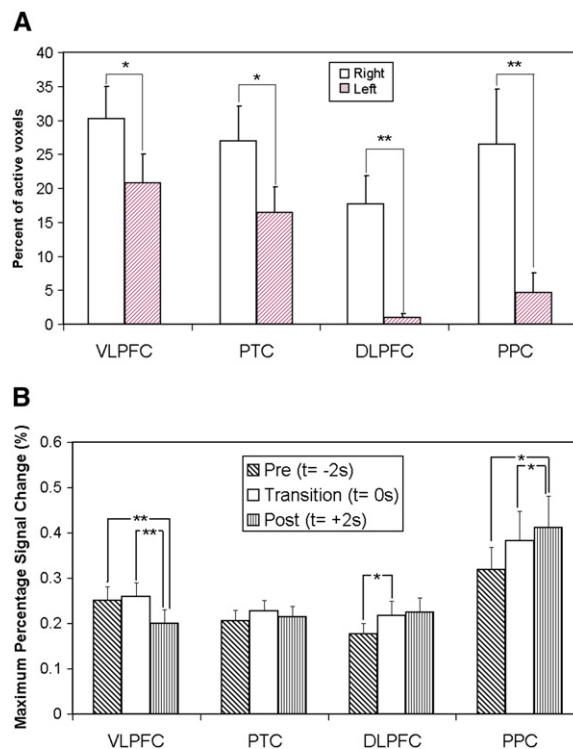 A
Percent of active voxels
40
35
30
25
20
15
10
5
0
Right
Left
*
*
**
**
VLPFC PTC DLPFC PPC
B
Maximum Percentage Signal Change (%)
0.6
0.5
0.4
0.3
0.2
0.1
0
Pre (t= -2s)
Transition (t= 0s)
Post (t= +2s)
**
**
*
*
*
VLPFC PTC DLPFC PPC